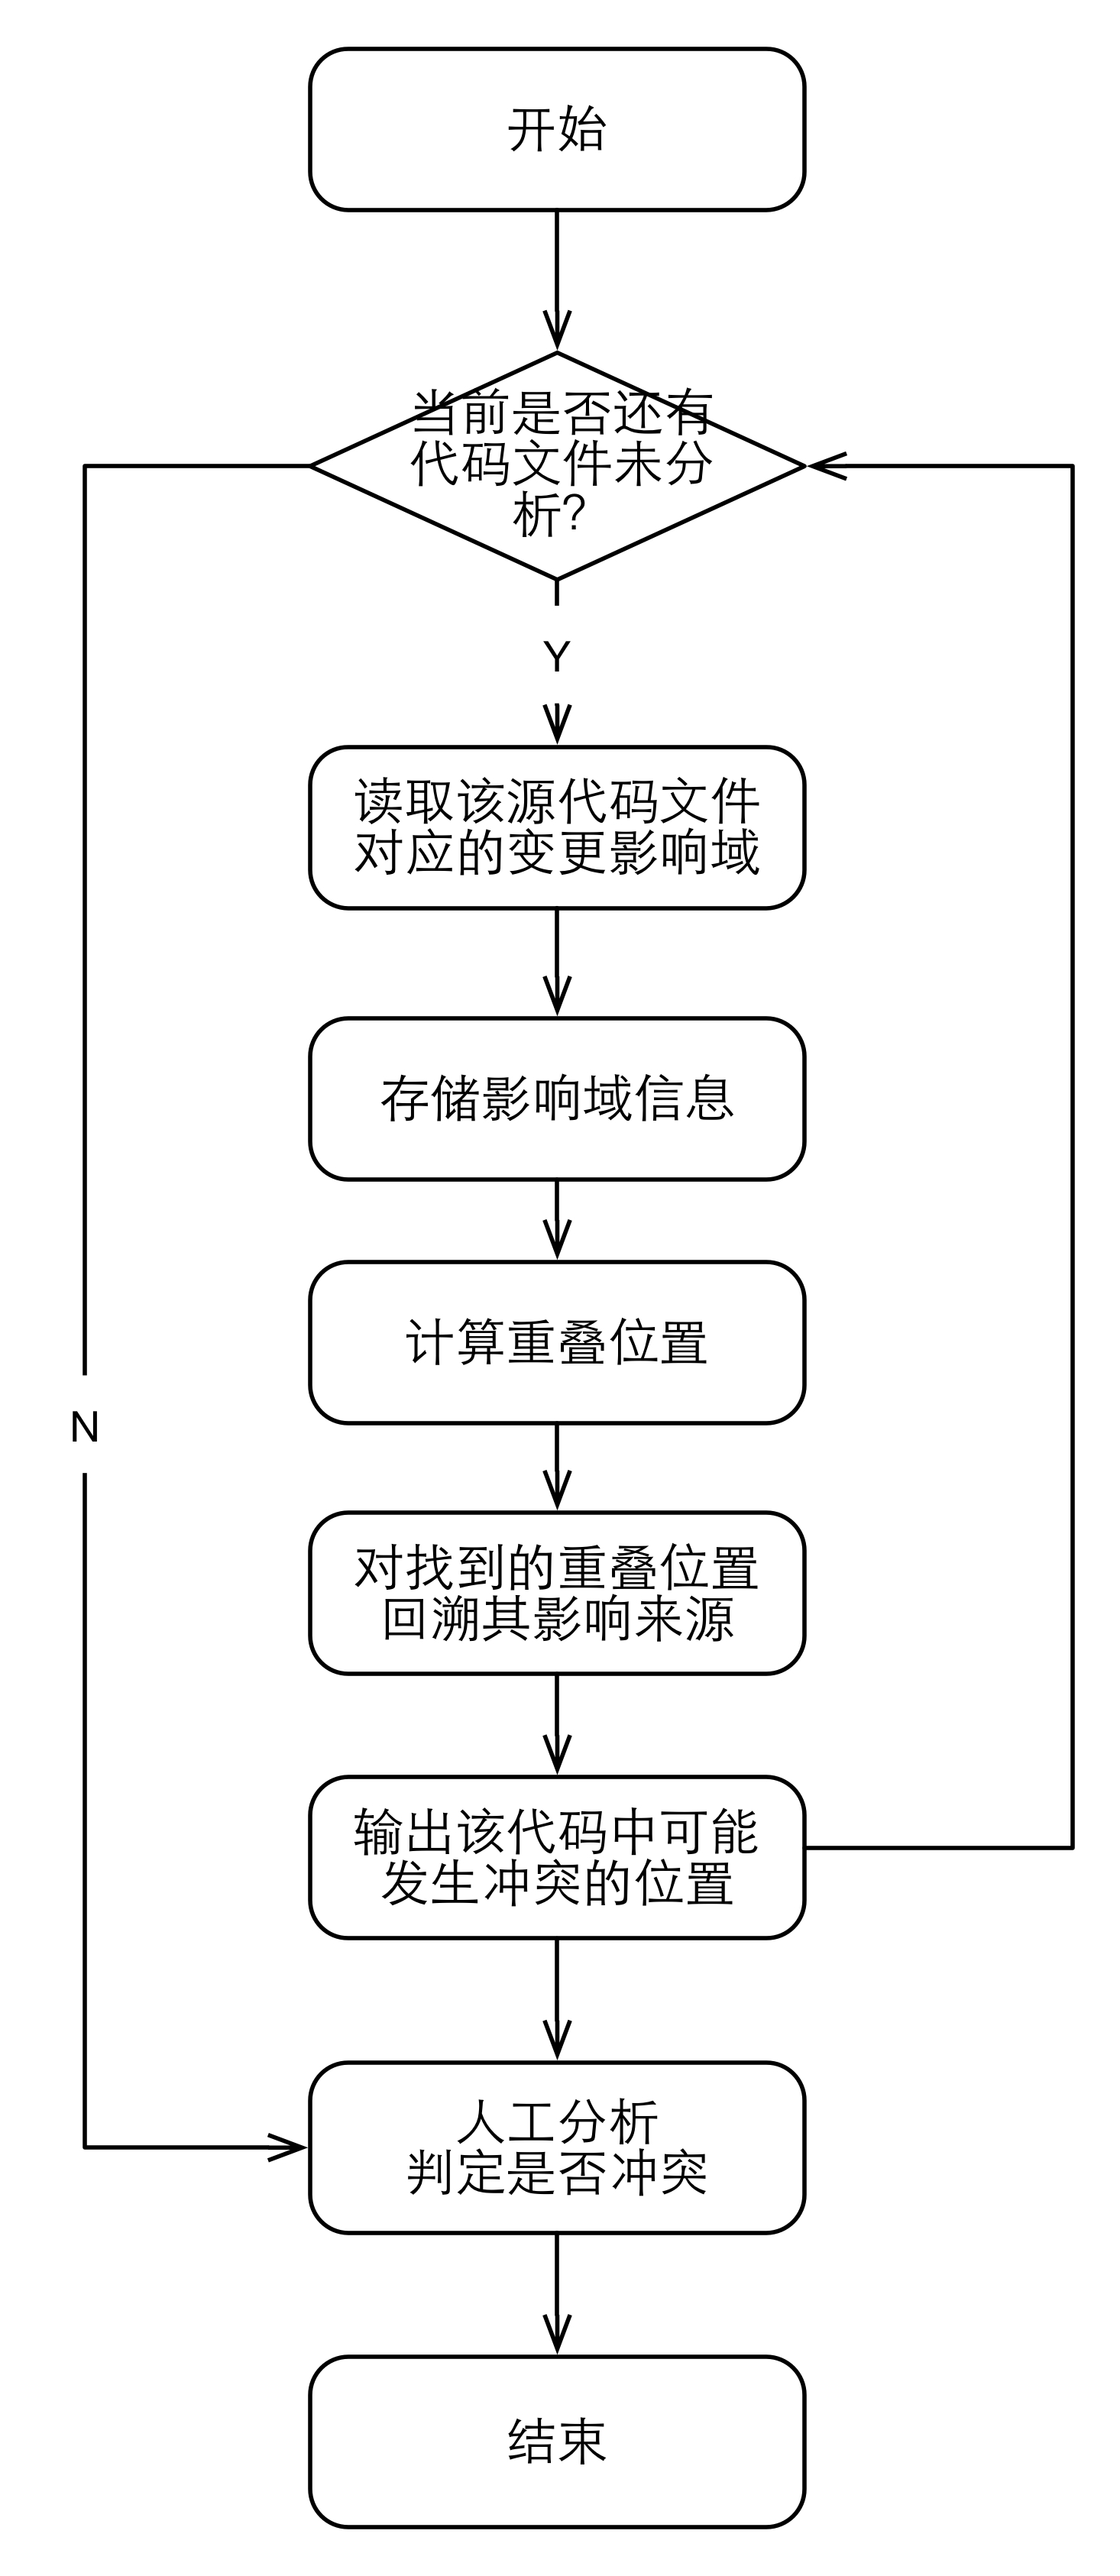 开始
当前是否还有
代码文件未分
析?
Y
读取该源代码文件
对应的变更影响域
存储影响域信息
计算重叠位置
N
对找到的重叠位置
回溯其影响来源
输出该代码中可能
发生冲突的位置
人工分析
判定是否冲突
结束